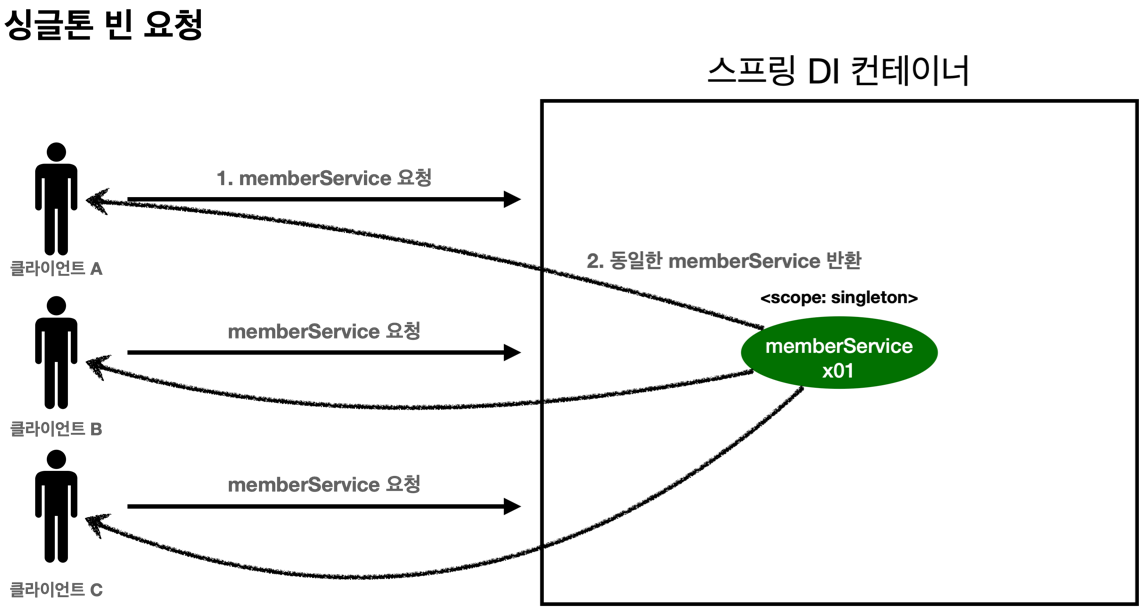 싱글톤 빈 요청
스프링 DI 컨테이너
1. memberService 요청
클라이언트 A
2. 동일한 memberService 반환
<scope: singleton>
memberService 요청
memberService
x01
클라이언트 B
memberService 요청
클라이언트 C